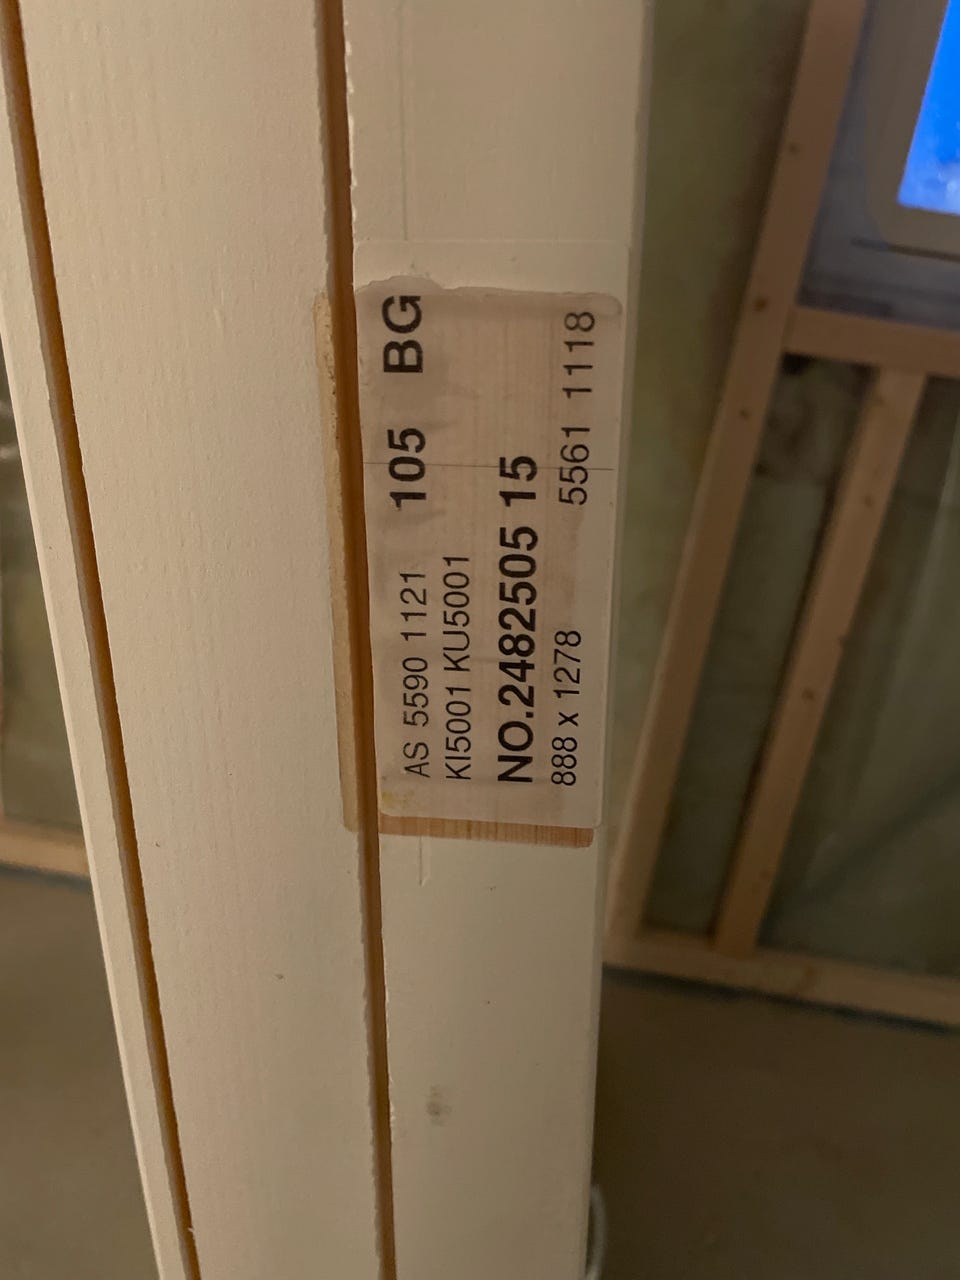 AS 5590 1121 105 BG
KI5001 KU5001
NO.2482505 15
888 x 1278 5561 1118